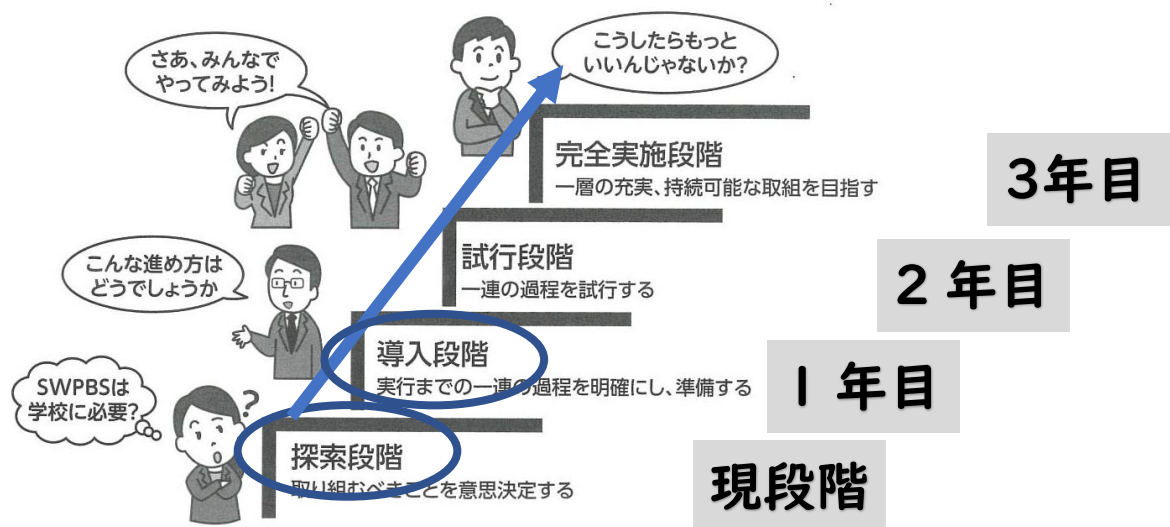 こうしたらもっと
いいんじゃないか?
さあ、みんなで
やってみよう!
完全実施段階
一層の充実、持続可能な取組を目指す
3年目
試行段階
一連の過程を試行する
2 年目
こんな進め方は
どうでしょうか
導入段階
実行までの一連の過程を明確にし、準備する
1 年目
SWPBSは
学校に必要?
?
探索段階
取り組むべきことを意思決定する
現段階